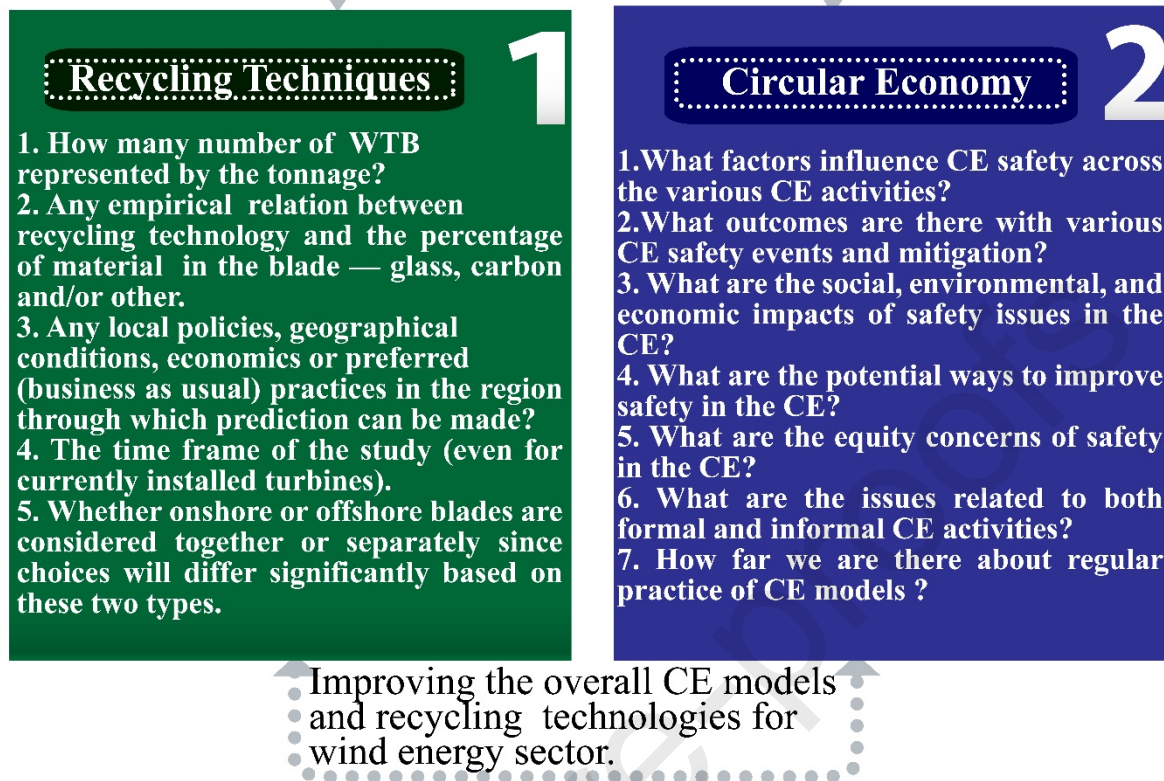 1
Recycling Techniques
1. How many number of WTB
represented by the tonnage?
2. Any empirical relation between
recycling technology and the percentage
of material in the blade — glass, carbon
and/or other.
3. Any local policies, geographical
conditions, economics or preferred
(business as usual) practices in the region
through which prediction can be made?
4. The time frame of the study (even for
currently installed turbines).
5. Whether onshore or offshore blades are
considered together or separately since
choices will differ significantly based on
these two types.
2
Circular Economy
1.What factors influence CE safety across
the various CE activities?
2.What outcomes are there with various
CE safety events and mitigation?
3. What are the social, environmental, and
economic impacts of safety issues in the
CE?
4. What are the potential ways to improve
safety in the CE?
5. What are the equity concerns of safety
in the CE?
6. What are the issues related to both
formal and informal CE activities?
7. How far we are there about regular
practice of CE models ?
Improving the overall CE models
and recycling technologies for
wind energy sector.